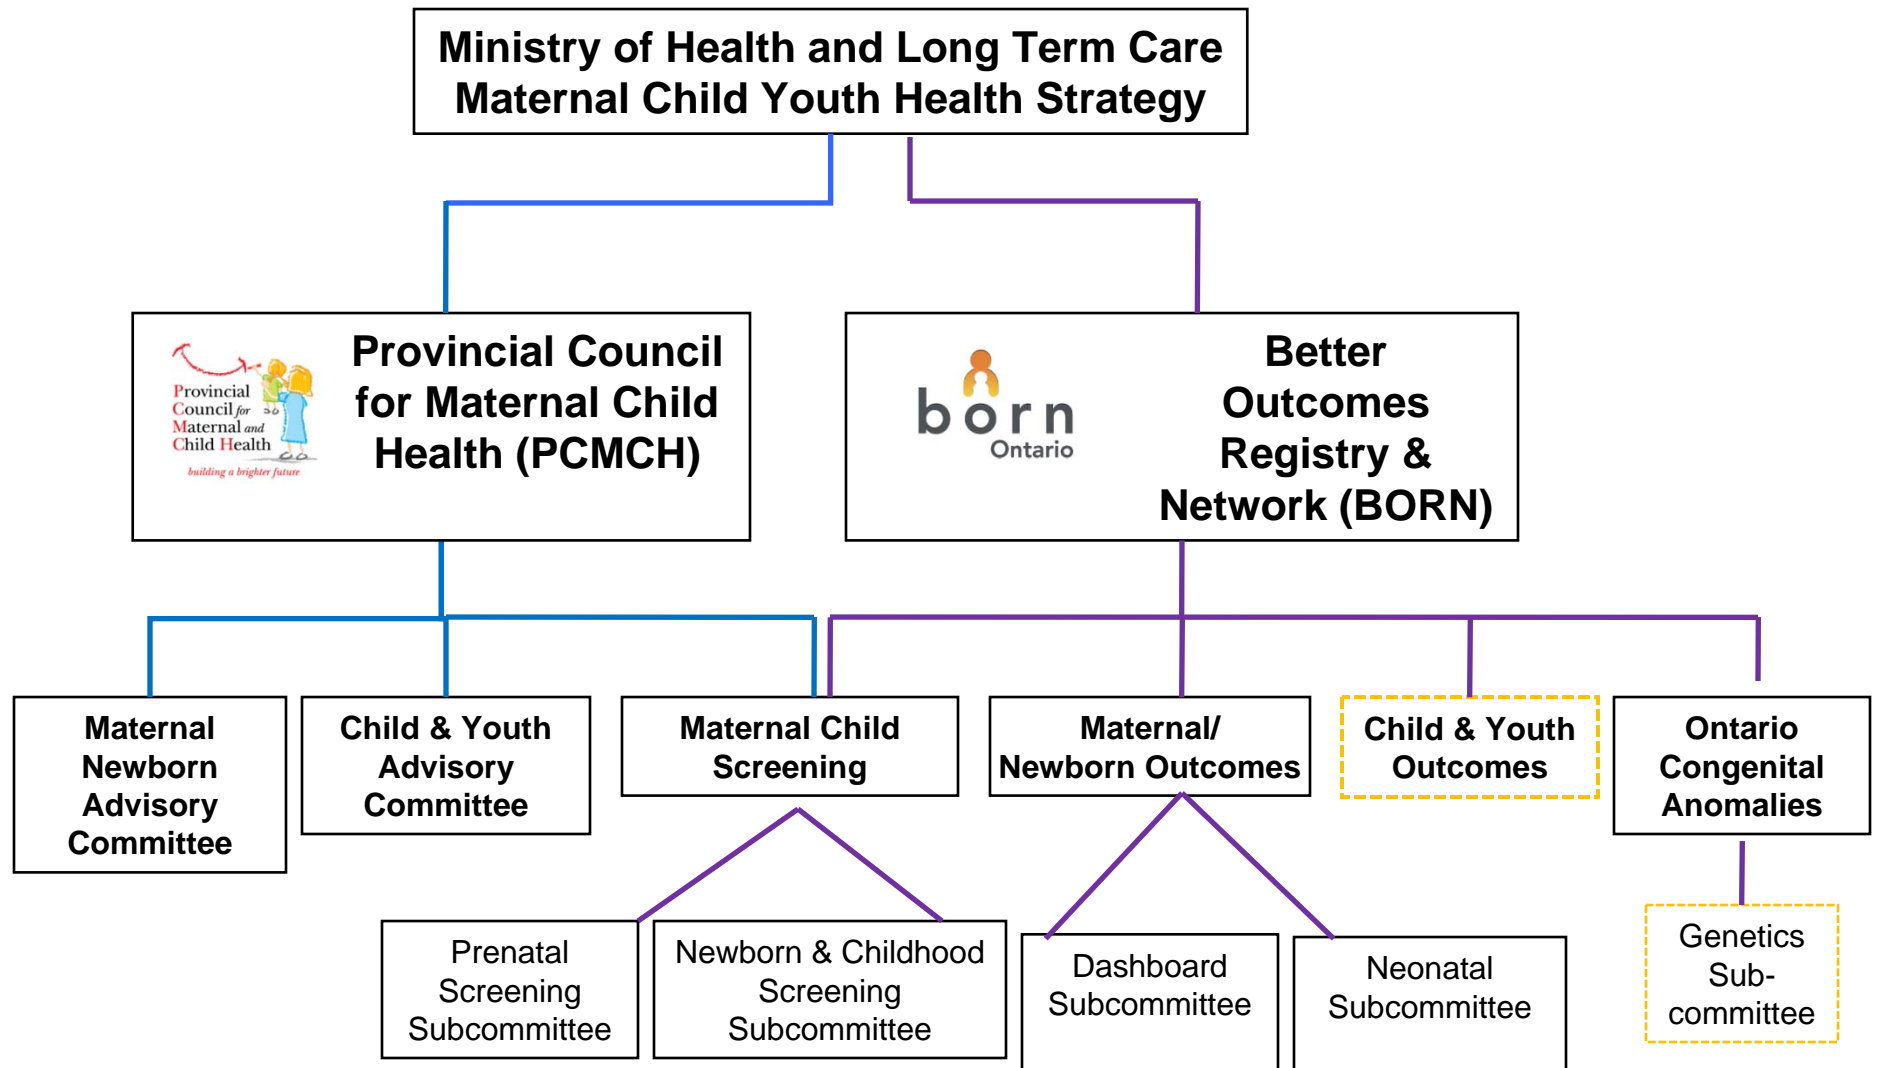 Ministry of Health and Long Term Care
Maternal Child Youth Health Strategy
Provincial
Council for
Maternal and
Child Health
building a brighter future
Provincial Council
for Maternal Child
Health (PCMCH)
born
Ontario
Better
Outcomes
Registry &
Network (BORN)
Maternal
Newborn
Advisory
Committee
Child & Youth
Advisory
Committee
Maternal Child
Screening
Maternal/
Newborn Outcomes
Child & Youth
Outcomes
Ontario
Congenital
Anomalies
Prenatal
Screening
Subcommittee
Newborn & Childhood
Screening
Subcommittee
Dashboard
Subcommittee
Neonatal
Subcommittee
Genetics
Sub-
committee